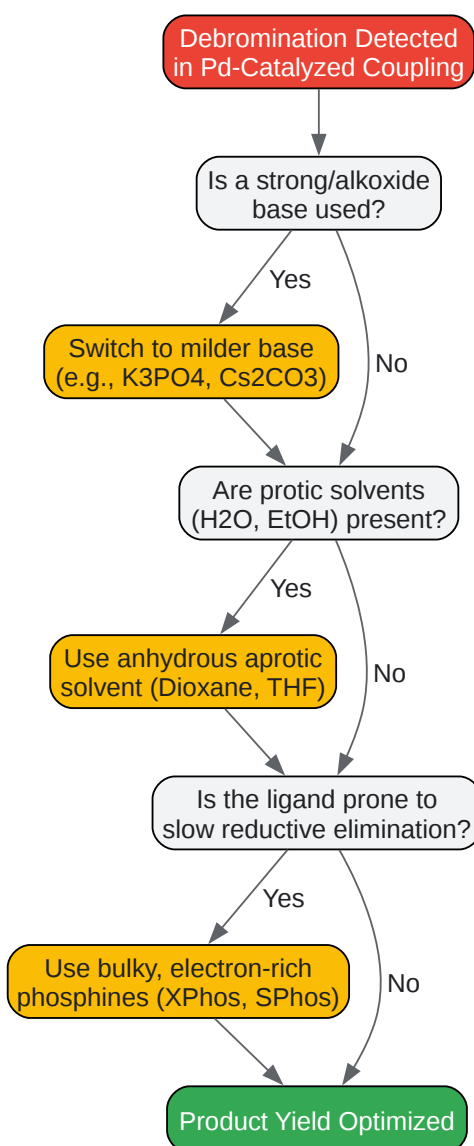 Debromination Detected
in Pd-Catalyzed Coupling
Is a strong/alkoxide
base used?
Yes
Switch to milder base
(e.g., K3PO4, Cs2CO3)
No
Are protic solvents
(H2O, EtOH) present?
Yes
Use anhydrous aprotic
solvent (Dioxane, THF)
No
Is the ligand prone to
slow reductive elimination?
Yes
Use bulky, electron-rich
phosphines (XPhos, SPhos)
No
Product Yield Optimized